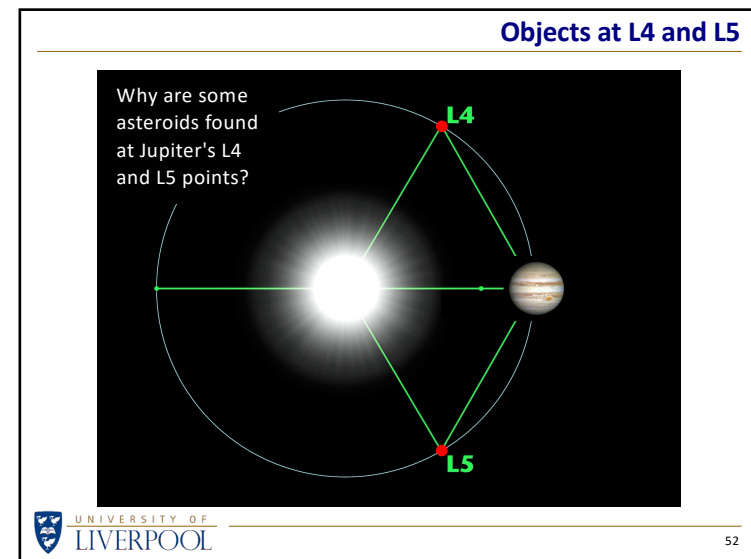 Objects at L4 and L5
Why are some
asteroids found
at Jupiter's L4
and L5 points?
L4
L5
UNIVERSITY OF
LIVERPOOL
52